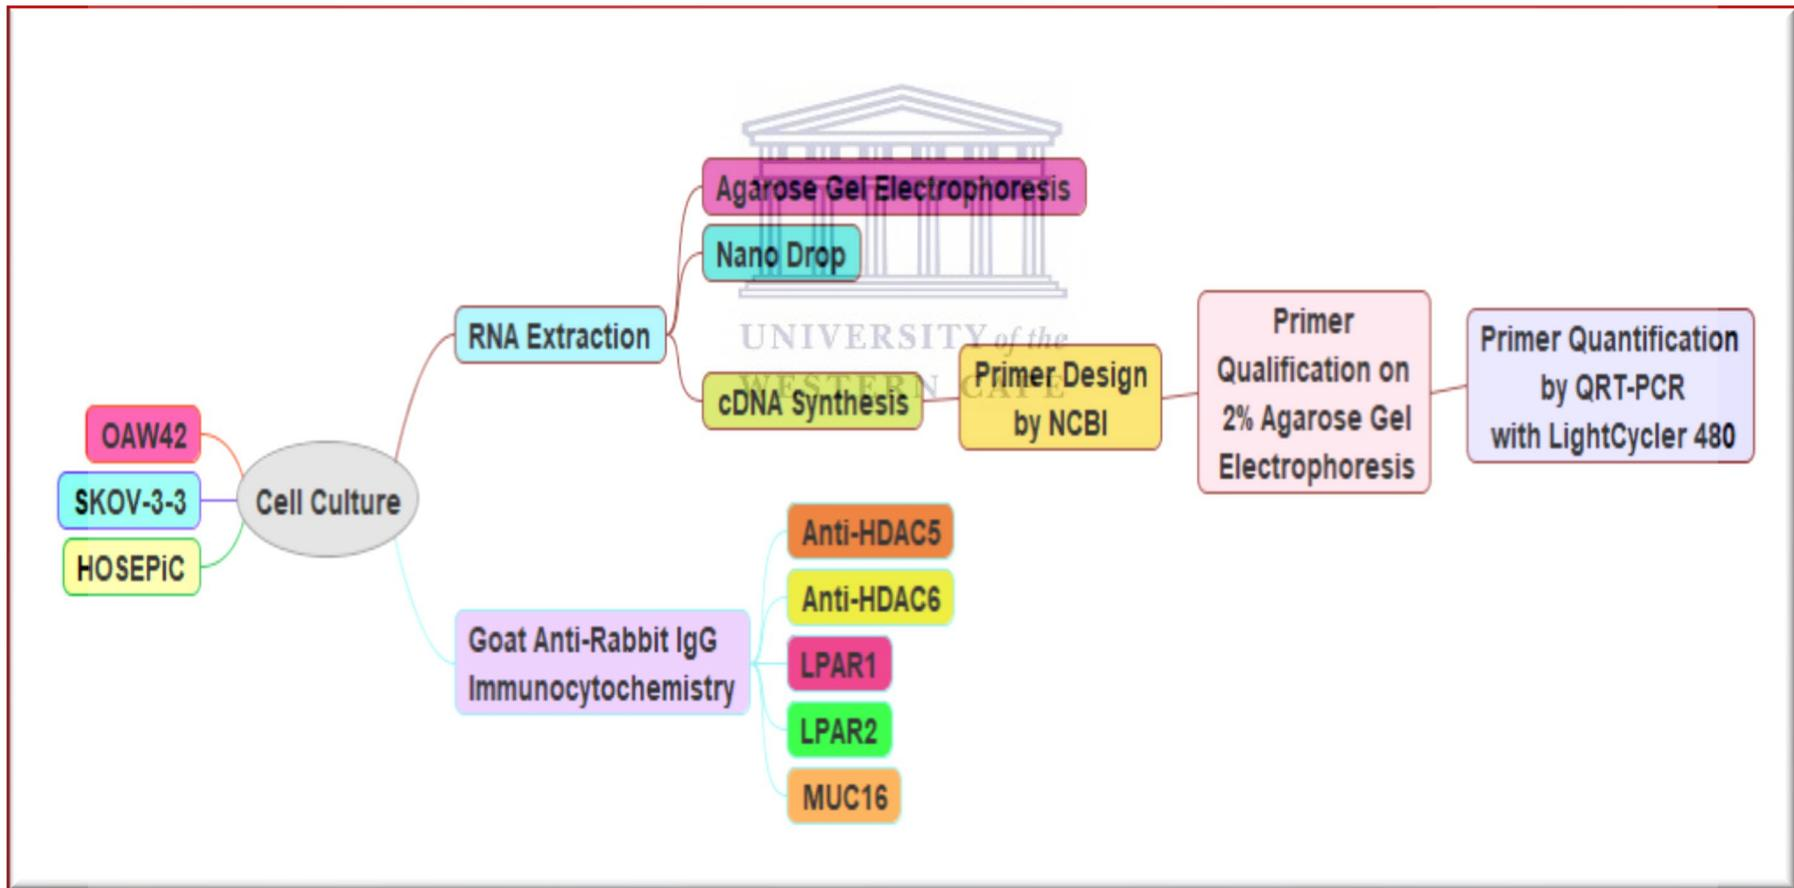 Agarose Gel Electrophoresis
Nano Drop
RNA Extraction
UNIVERSITY of the
WESTERN CAPE
cDNA Synthesis
Primer Design
by NCBI
Primer
Qualification on
2% Agarose Gel
Electrophoresis
Primer Quantification
by QRT-PCR
with LightCycler 480
OAW42
SKOV-3-3
HOSEPiC
Cell Culture
Goat Anti-Rabbit IgG
Immunocytochemistry
Anti-HDAC5
Anti-HDAC6
LPAR1
LPAR2
MUC16